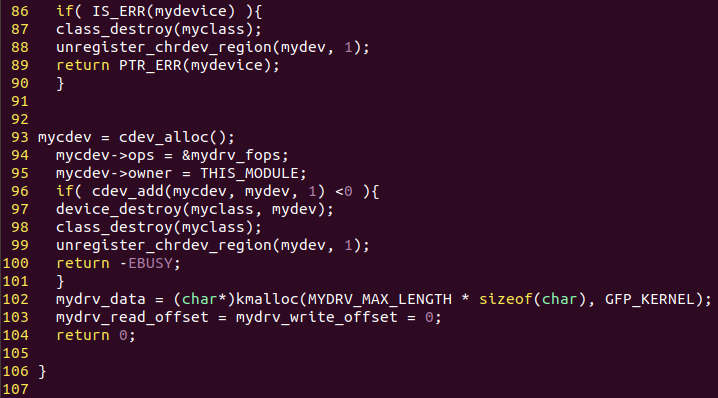 86   if( IS_ERR(mydevice) ){
87   class_destroy(myclass);
88   unregister_chrdev_region(mydev, 1);
89   return PTR_ERR(mydevice);
90   }
91
92
93 mycdev = cdev_alloc();
94   mycdev->ops = &mydrv_fops;
95   mycdev->owner = THIS_MODULE;
96   if( cdev_add(mycdev, mydev, 1) <0 ){
97   device_destroy(myclass, mydev);
98   class_destroy(myclass);
99   unregister_chrdev_region(mydev, 1);
100   return -EBUSY;
101   }
102   mydrv_data = (char*)kmalloc(MYDRV_MAX_LENGTH * sizeof(char), GFP_KERNEL);
103   mydrv_read_offset = mydrv_write_offset = 0;
104   return 0;
105
106 }
107